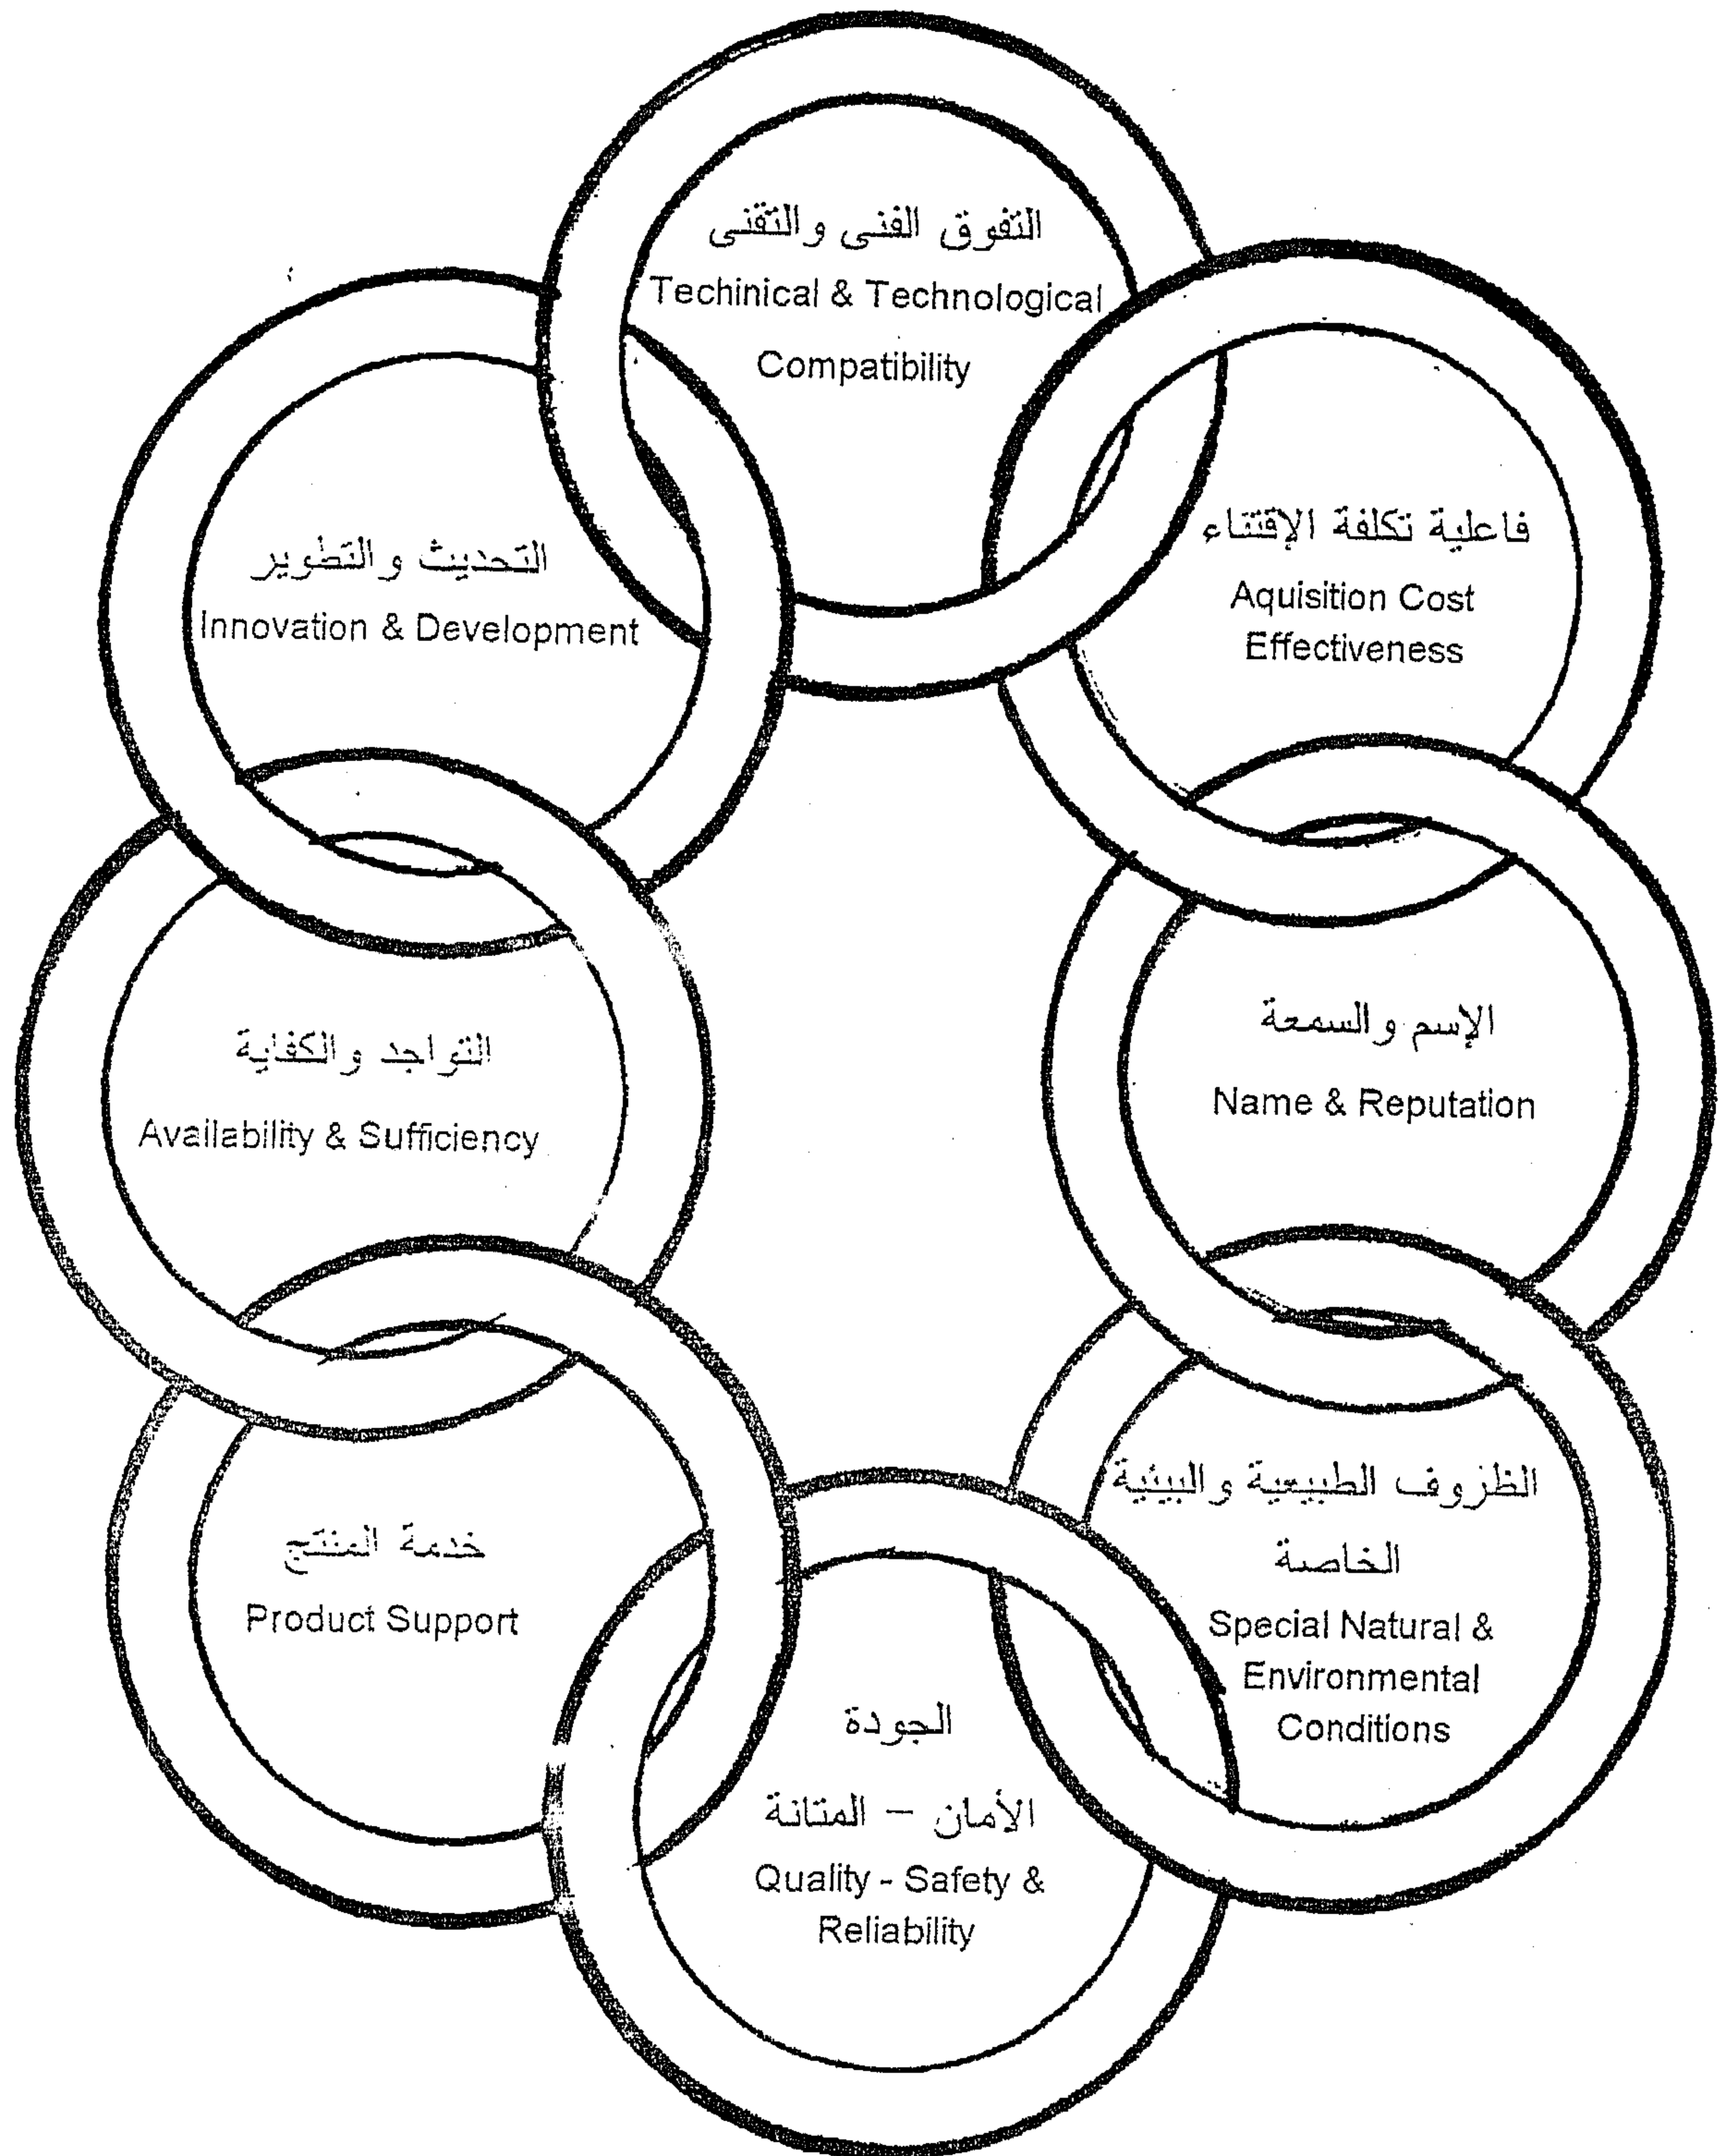 التفوق الفنى والتقنى
Techinical & Technological
Compatibility
فاعلية تكلفة الإقتناء
Aquisition Cost
Effectiveness
الإسم والسمعة
Name & Reputation
الظروف الطبيعية والبيئية
الخاصة
Special Natural &
Environmental
Conditions
الجودة
الأمان – المتانة
Quality - Safety &
Reliability
خدمة المنتج
Product Support
التواجد والكفاية
Availability & Sufficiency
التحديث والتطوير
Innovation & Development